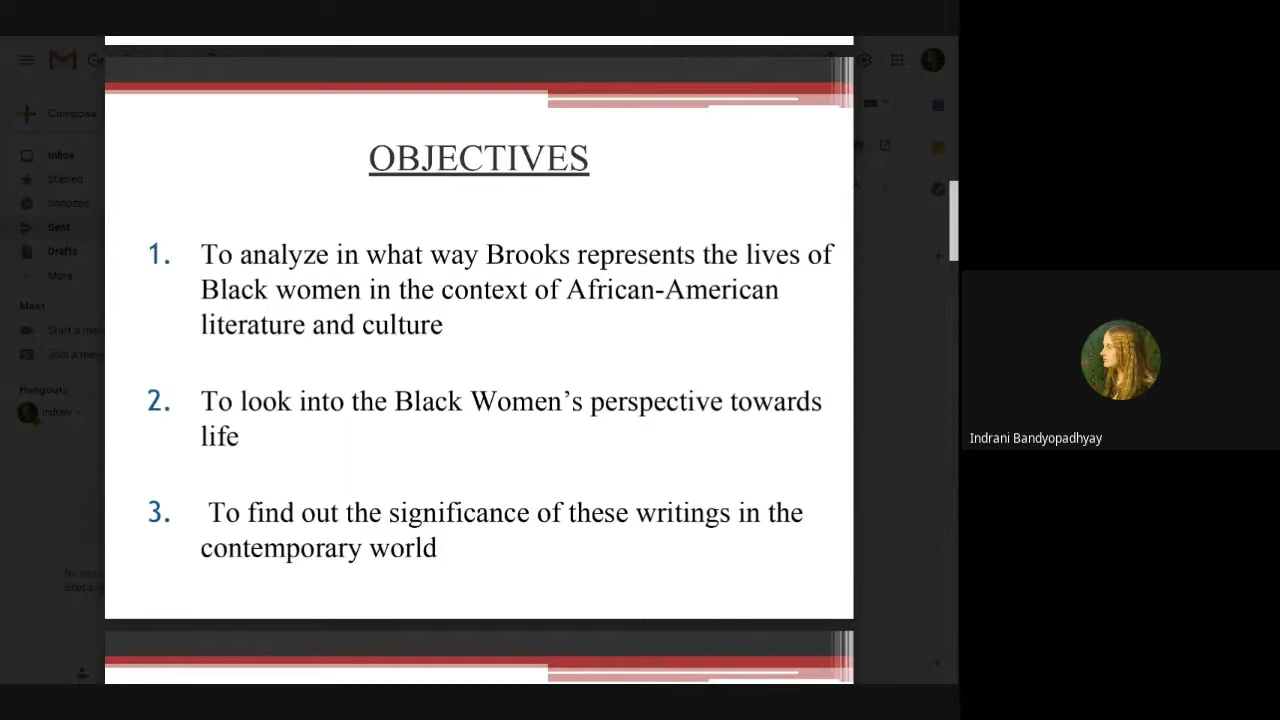 Compose
Inbox
Starred
Snoozed
Sent
Drafts
More
Meet
Start a mee
Join a mee
Hangouts
Indrani
OBJECTIVES
1. To analyze in what way Brooks represents the lives of
Black women in the context of African-American
literature and culture
2. To look into the Black Women’s perspective towards
life
3. To find out the significance of these writings in the
contemporary world
Indrani Bandyopadhyay